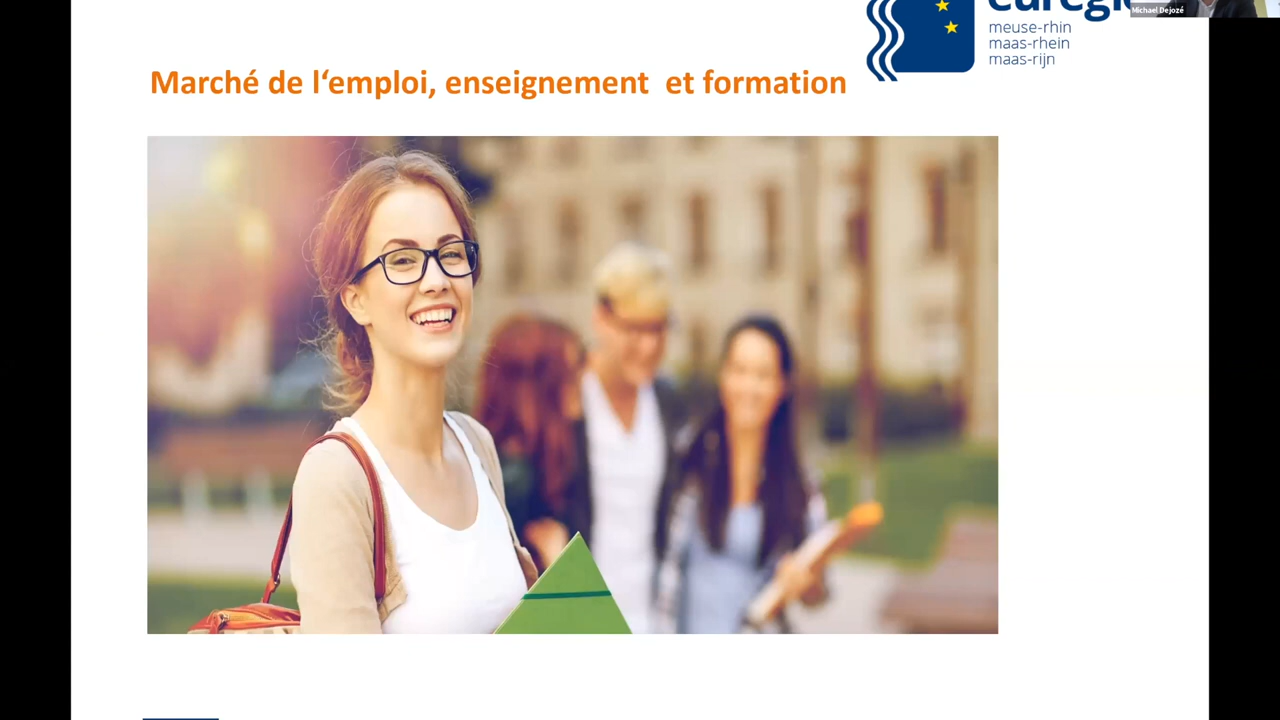 meuse-rhin
maas-rhein
maas-rijn
Michael Dejozé
Marché de l‘emploi, enseignement et formation